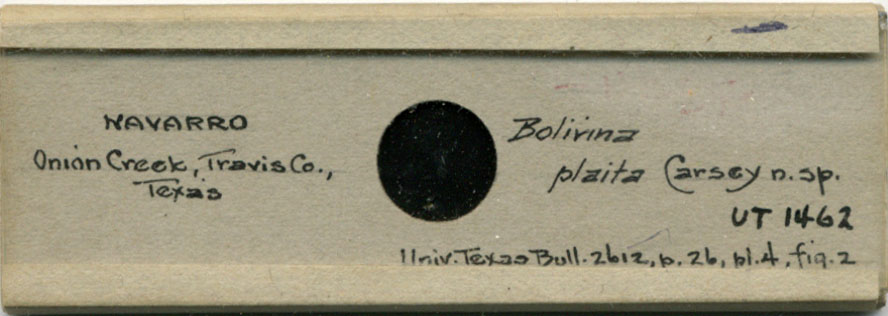 NAVARRO
Onion Creek, Travis Co.,
Texas
Bolivina
plaita Carsey n. sp.
UT 1462
Univ. Texas Bull. 2612, p. 26, pl. 4, fig. 2